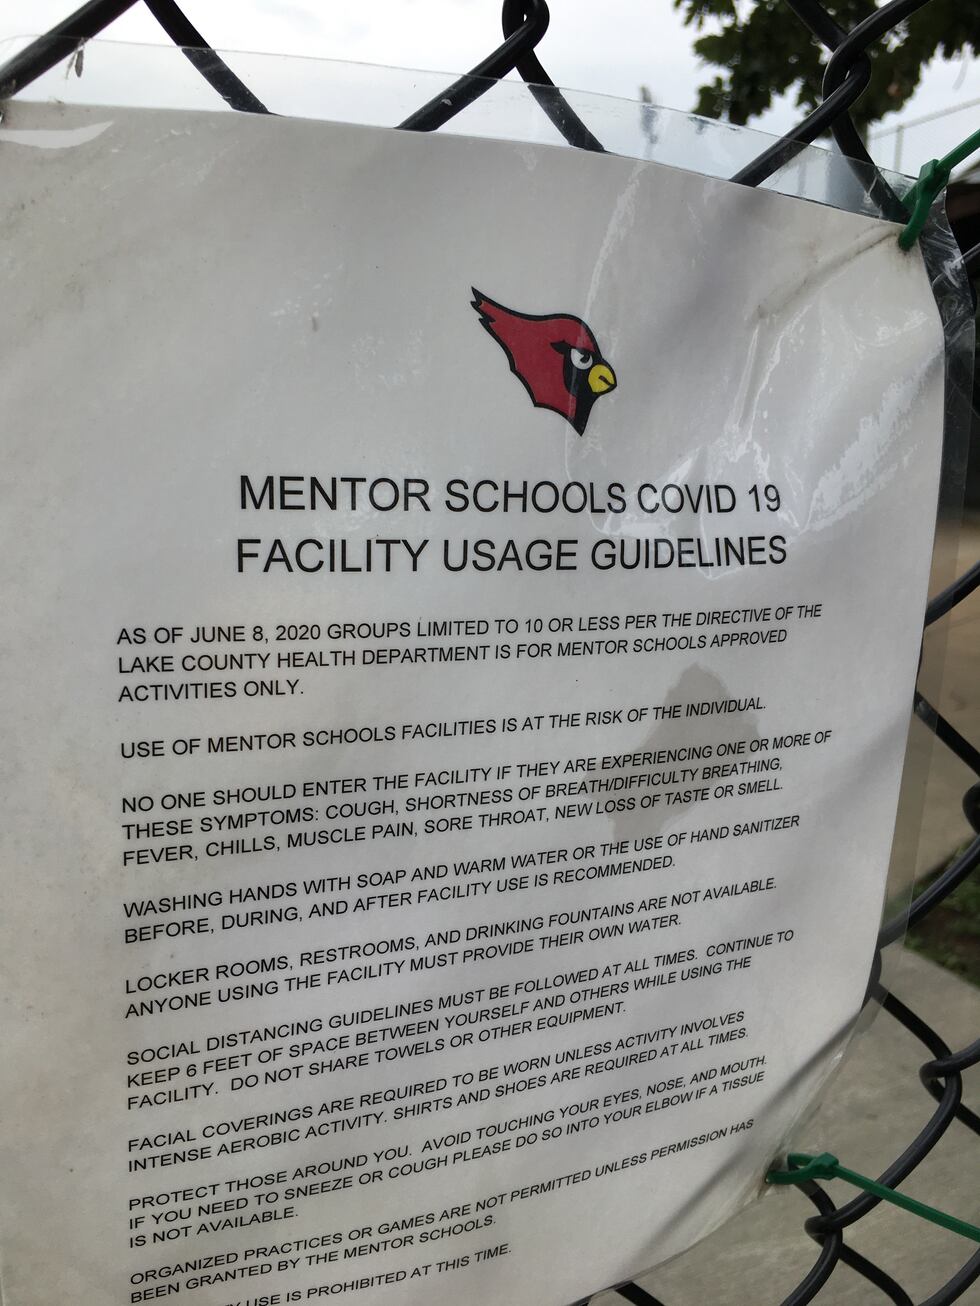 MENTOR SCHOOLS COVID 19
FACILITY USAGE GUIDELINES
AS OF JUNE 8, 2020 GROUPS LIMITED TO 10 OR LESS PER THE DIRECTIVE OF THE
LAKE COUNTY HEALTH DEPARTMENT IS FOR MENTOR SCHOOLS APPROVED
ACTIVITIES ONLY.
USE OF MENTOR SCHOOLS FACILITIES IS AT THE RISK OF THE INDIVIDUAL.
NO ONE SHOULD ENTER THE FACILITY IF THEY ARE EXPERIENCING ONE OR MORE OF
THESE SYMPTOMS: COUGH, SHORTNESS OF BREATH/DIFFICULTY BREATHING,
FEVER, CHILLS, MUSCLE PAIN, SORE THROAT, NEW LOSS OF TASTE OR SMELL.
WASHING HANDS WITH SOAP AND WARM WATER OR THE USE OF HAND SANITIZER
BEFORE, DURING, AND AFTER FACILITY USE IS RECOMMENDED.
LOCKER ROOMS, RESTROOMS, AND DRINKING FOUNTAINS ARE NOT AVAILABLE.
ANYONE USING THE FACILITY MUST PROVIDE THEIR OWN WATER.
SOCIAL DISTANCING GUIDELINES MUST BE FOLLOWED AT ALL TIMES. CONTINUE TO
KEEP 6 FEET OF SPACE BETWEEN YOURSELF AND OTHERS WHILE USING THE
FACILITY. DO NOT SHARE TOWELS OR OTHER EQUIPMENT.
FACIAL COVERINGS ARE REQUIRED TO BE WORN UNLESS ACTIVITY INVOLVES
INTENSE AEROBIC ACTIVITY. SHIRTS AND SHOES ARE REQUIRED AT ALL TIMES.
PROTECT THOSE AROUND YOU. AVOID TOUCHING YOUR EYES, NOSE, AND MOUTH.
IF YOU NEED TO SNEEZE OR COUGH PLEASE DO SO INTO YOUR ELBOW IF A TISSUE
IS NOT AVAILABLE.
ORGANIZED PRACTICES OR GAMES ARE NOT PERMITTED UNLESS PERMISSION HAS
BEEN GRANTED BY THE MENTOR SCHOOLS.
USE IS PROHIBITED AT THIS TIME.